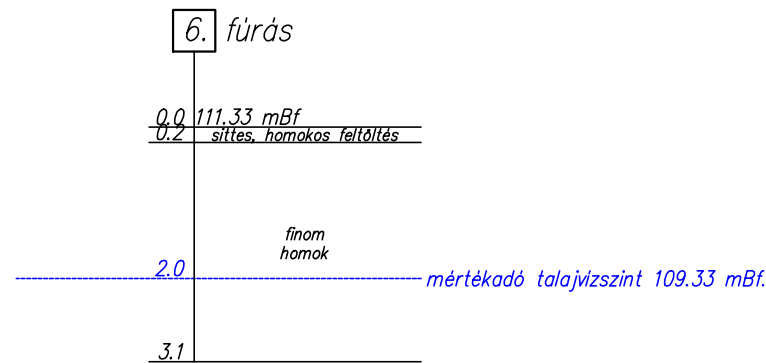 6. fúrás
0.0 111.33 mBf
0.2 sittes, homokos feltöltés
finom
homok
2.0
mértékadó talajvízszint 109.33 mBf.
3.1